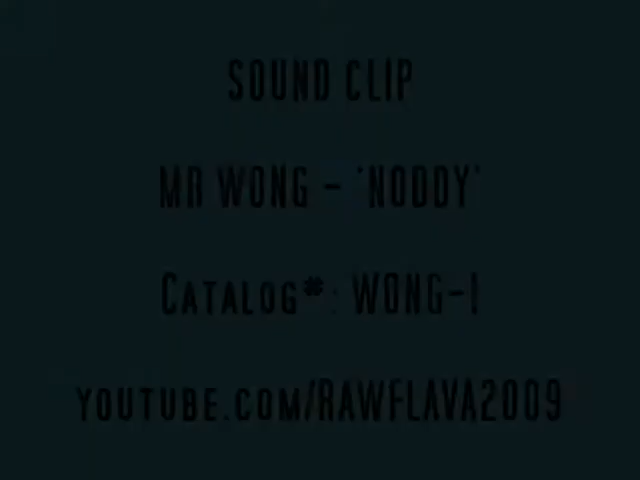 SOUND CLIP
MR WONG - 'NODDY'
CATALOG#: WONG-1
YOUTUBE.COM/RAWFLAVA2009